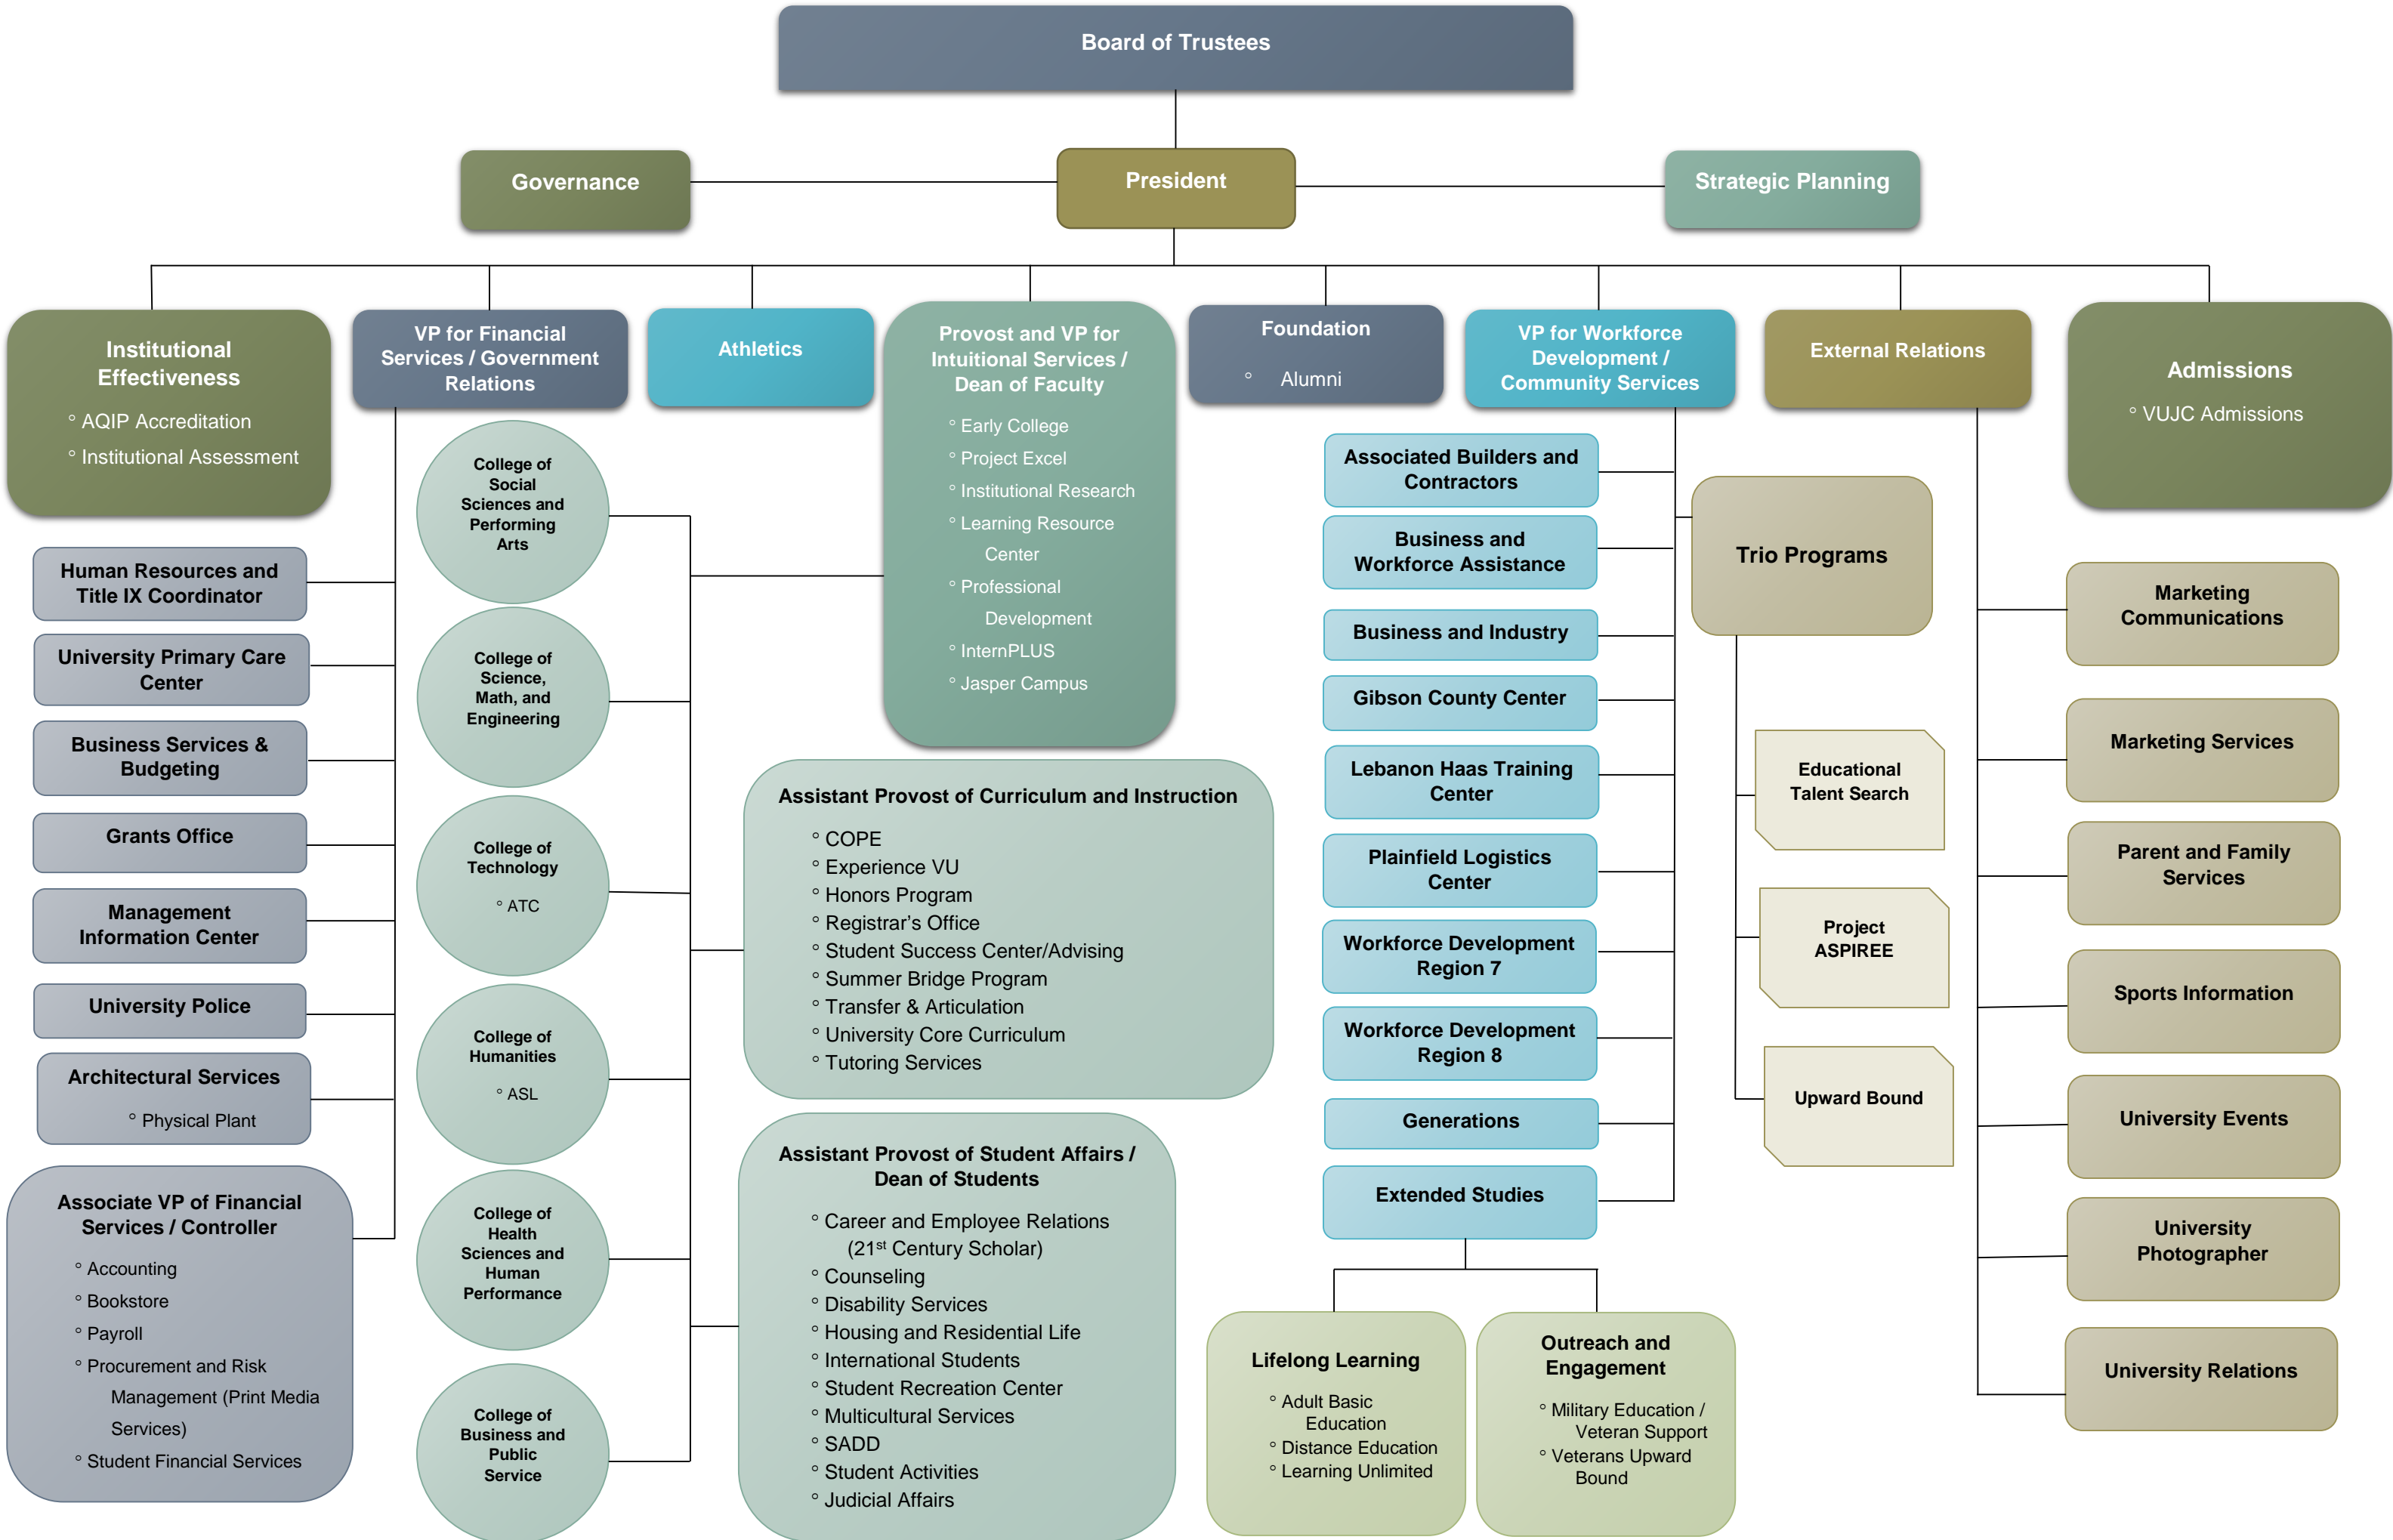 Board of Trustees
Governance
President
Strategic Planning
Institutional
Effectiveness
° AQIP Accreditation
° Institutional Assessment
VP for Financial
Services / Government
Relations
Athletics
Provost and VP for
Intuitional Services /
Dean of Faculty
° Early College
° Project Excel
° Institutional Research
° Learning Resource
Center
° Professional
Development
° InternPLUS
° Jasper Campus
Foundation
° Alumni
VP for Workforce
Development /
Community Services
External Relations
Admissions
° VUJC Admissions
Human Resources and
Title IX Coordinator
University Primary Care
Center
Business Services &
Budgeting
Grants Office
Management
Information Center
University Police
Architectural Services
° Physical Plant
Associate VP of Financial
Services / Controller
° Accounting
° Bookstore
° Payroll
° Procurement and Risk
Management (Print Media
Services)
° Student Financial Services
College of
Social
Sciences and
Performing
Arts
College of
Science,
Math, and
Engineering
College of
Technology
° ATC
College of
Humanities
° ASL
College of
Health
Sciences and
Human
Performance
College of
Business and
Public
Service
Assistant Provost of Curriculum and Instruction
° COPE
° Experience VU
° Honors Program
° Registrar’s Office
° Student Success Center/Advising
° Summer Bridge Program
° Transfer & Articulation
° University Core Curriculum
° Tutoring Services
Assistant Provost of Student Affairs /
Dean of Students
° Career and Employee Relations
(21st Century Scholar)
° Counseling
° Disability Services
° Housing and Residential Life
° International Students
° Student Recreation Center
° Multicultural Services
° SADD
° Student Activities
° Judicial Affairs
Associated Builders and
Contractors
Business and
Workforce Assistance
Business and Industry
Gibson County Center
Lebanon Haas Training
Center
Plainfield Logistics
Center
Workforce Development
Region 7
Workforce Development
Region 8
Generations
Extended Studies
Lifelong Learning
° Adult Basic
Education
° Distance Education
° Learning Unlimited
Outreach and
Engagement
° Military Education /
Veteran Support
° Veterans Upward
Bound
Trio Programs
Educational
Talent Search
Project
ASPIREE
Upward Bound
Marketing
Communications
Marketing Services
Parent and Family
Services
Sports Information
University Events
University
Photographer
University Relations